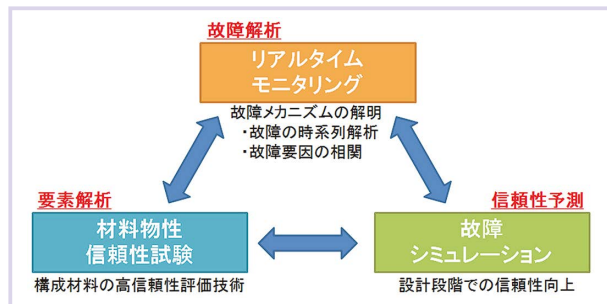 故障解析
リアルタイム
モニタリング
故障メカニズムの解明
・故障の時系列解析
・故障要因の相関
要素解析
材料物性
信頼性試験
構成材料の高信頼性評価技術
信頼性予測
故障
シミュレーション
設計段階での信頼性向上